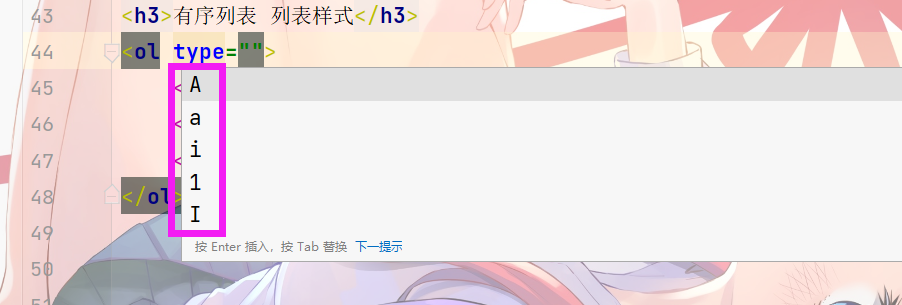 43 <h3>有序列表 列表样式</h3>
44 <ol type="">
45 < A
a
46 <
i
47 <
1
48 </ol>
I
49
按 Enter 插入，按 Tab 替换 下一提示
50
51